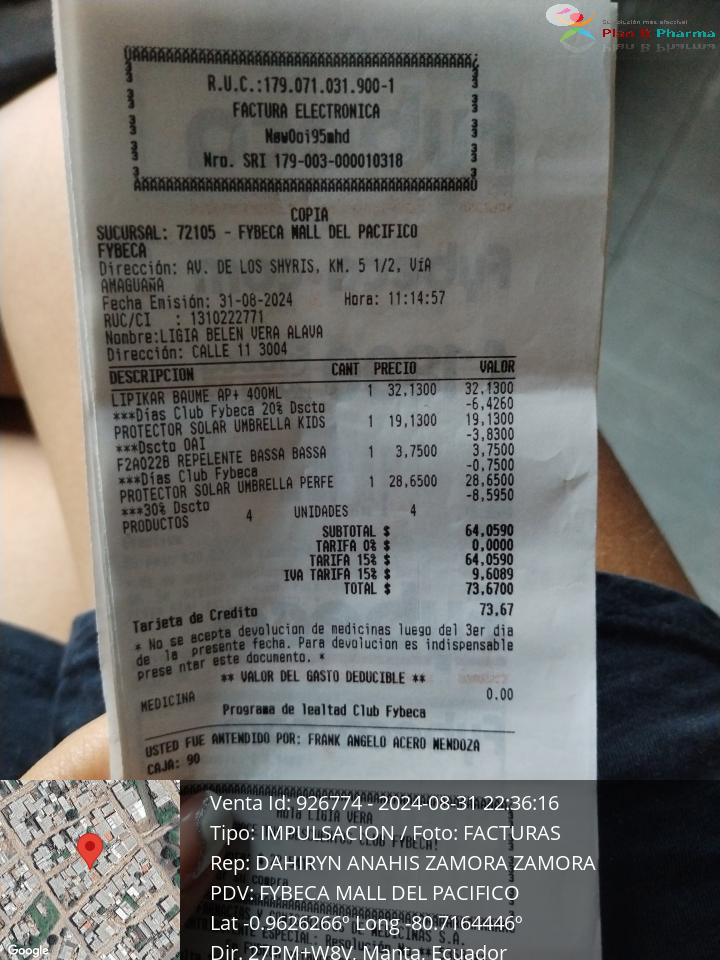 Su solución más efectiva!
Plan B Pharma
R.U.C.:179.071.031.900-1
FACTURA ELECTRONICA
NawOoi95mhd
Nro. SRI 179-003-000010318
COPIA
SUCURSAL: 72105 - FYBECA MALL DEL PACIFICO
FYBECA
Dirección: AV. DE LOS SHYRIS, KM. 5 1/2, VíA
AMAGUAñA
Fecha Emisión: 31-08-2024 Hora: 11:14:57
RUC/CI : 1310222771
Nombre:LIGIA BELEN VERA ALAVA
Dirección: CALLE 11 3004
DESCRIPCION CANT PRECIO VALOR
LIPIKAR BAUME AP+ 400ML 1 32,1300 32,1300
***Días Club Fybeca 20% Dscto -6,4260
PROTECTOR SOLAR UMBRELLA KIDS 1 19,1300 19,1300
***Dscto OAI -3,8300
F2A022B REPELENTE BASSA BASSA 1 3,7500 3,7500
***Días Club Fybeca -0,7500
PROTECTOR SOLAR UMBRELLA PERFE 1 28,6500 28,6500
***30% Dscto -8,5950
PRODUCTOS 4 UNIDADES 4
SUBTOTAL $ 64,0590
TARIFA 0% $ 0,0000
TARIFA 15% $ 64,0590
IVA TARIFA 15% $ 9,6089
TOTAL $ 73,6700
Tarjeta de Credito 73,67
* No se acepta devolucion de medicinas luego del 3er dia
de la presente fecha. Para devolucion es indispensable
prese ntar este documento. *
** VALOR DEL GASTO DEDUCIBLE **
MEDICINA 0.00
Programa de lealtad Club Fybeca
USTED FUE ANTENDIDO POR: FRANK ANGELO ACERO MENDOZA
CAJA: 90
Venta Id: 926774 - 2024-08-31 22:36:16
Tipo: IMPULSACION / Foto: FACTURAS
Rep: DAHIRYN ANAHIS ZAMORA ZAMORA
PDV: FYBECA MALL DEL PACIFICO
Lat -0.9626266º Long -80.7164446º
Dir. 27PM+W8V, Manta, Ecuador
Google